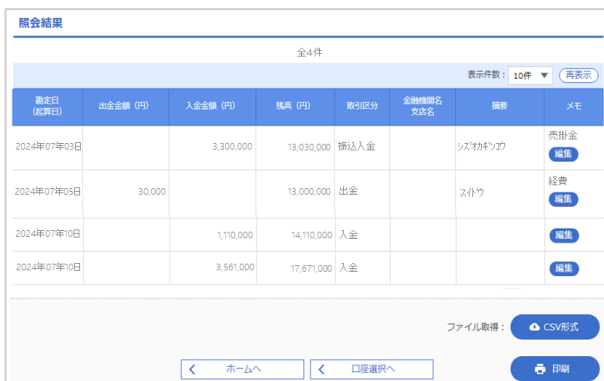 照会結果
全4件
表示件数： 10件 ▼ 再表示
勘定日（起算日） 出金金額（円） 入金金額（円） 残高（円） 取引区分 金融機関名 支店名 摘要 メモ
2024年07年03日 3,300,000 13,030,000 振込入金 シズオカギンユウ 売掛金 編集
2024年07年05日 30,000 13,000,000 出金 スイトウ 経費 編集
2024年07年10日 1,110,000 14,110,000 入金 編集
2024年07年10日 3,561,000 17,671,000 入金 編集
ファイル取得： CSV形式
ホームへ 口座選択へ 印刷